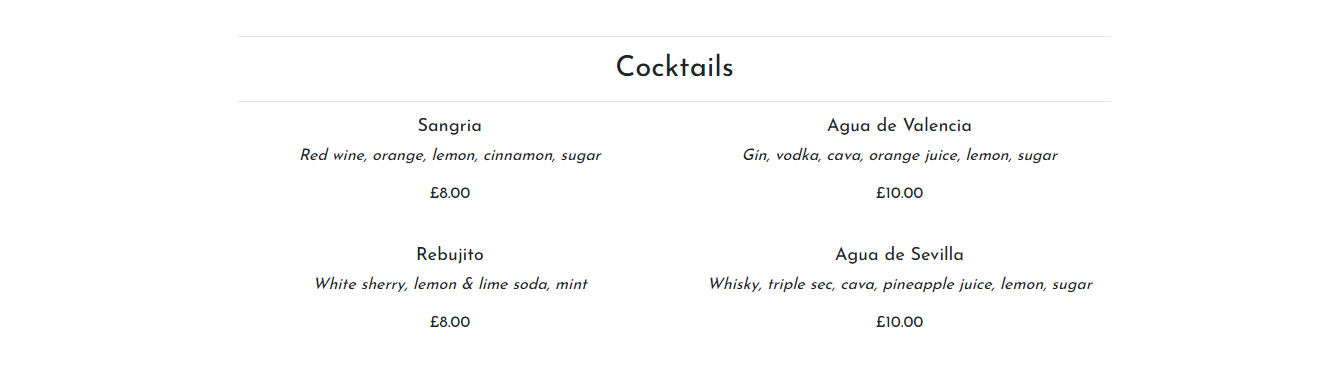 Cocktails
Sangria
Red wine, orange, lemon, cinnamon, sugar
£8.00
Agua de Valencia
Gin, vodka, cava, orange juice, lemon, sugar
£10.00
Rebujito
White sherry, lemon & lime soda, mint
£8.00
Agua de Sevilla
Whisky, triple sec, cava, pineapple juice, lemon, sugar
£10.00